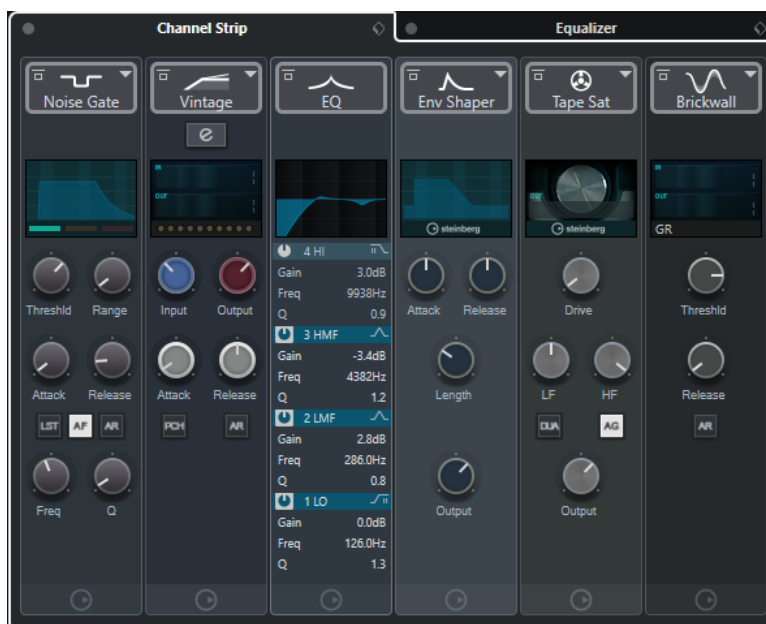 Channel Strip
Equalizer
Noise Gate
Threshld
Range
Attack
Release
LST
AF
AR
Freq
Q
Vintage
e
IN
OUT
Input
Output
Attack
Release
PCH
AR
EQ
4 HI
Gain 3.0dB
Freq 9938Hz
Q 0.9
3 HMF
Gain -3.4dB
Freq 4382Hz
Q 1.2
2 LMF
Gain 2.8dB
Freq 286.0Hz
Q 0.8
1 LO
Gain 0.0dB
Freq 126.0Hz
Q 1.3
Env Shaper
steinberg
Attack
Release
Length
Output
Tape Sat
OUT
steinberg
Drive
LF
HF
DUA
AG
Output
Brickwall
IN
OUT
GR
Threshld
Release
AR